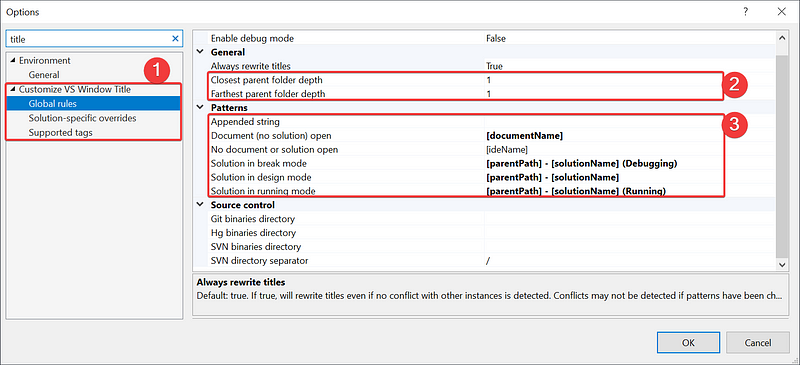 Options
?
title
Environment
General
1
Customize VS Window Title
Global rules
Solution-specific overrides
Supported tags
Enable debug mode False
General
Always rewrite titles True
Closest parent folder depth 1
2
Farthest parent folder depth 1
Patterns
Appended string
3
Document (no solution) open [documentName]
No document or solution open [ideName]
Solution in break mode [parentPath] - [solutionName] (Debugging)
Solution in design mode [parentPath] - [solutionName]
Solution in running mode [parentPath] - [solutionName] (Running)
Source control
Git binaries directory
Hg binaries directory
SVN binaries directory
SVN directory separator /
Always rewrite titles
Default: true. If true, will rewrite titles even if no conflict with other instances is detected. Conflicts may not be detected if patterns have been ch...
OK
Cancel